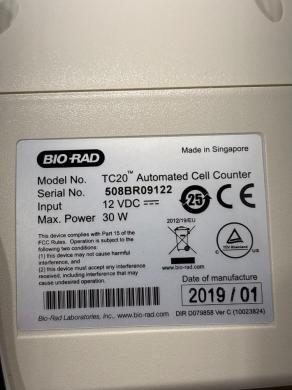 BIO-RAD
Made in Singapore
Model No. TC20™ Automated Cell Counter
Serial No. 508BR09122
Input 12 VDC ⎓
Max. Power 30 W
25
CE
2012/19/EU
This device complies with Part 15 of the
FCC Rules. Operation is subject to the
following two conditions:
(1) this device may not cause harmful
interference, and
(2) this device must accept any interference
received, including interference that may
cause undesired operation.
TÜV Rheinland
www.bio-rad.com
Date of manufacture
2019 / 01
Bio-Rad Laboratories, Inc., bio-rad.com
DIR D079858 Ver C (10023824)